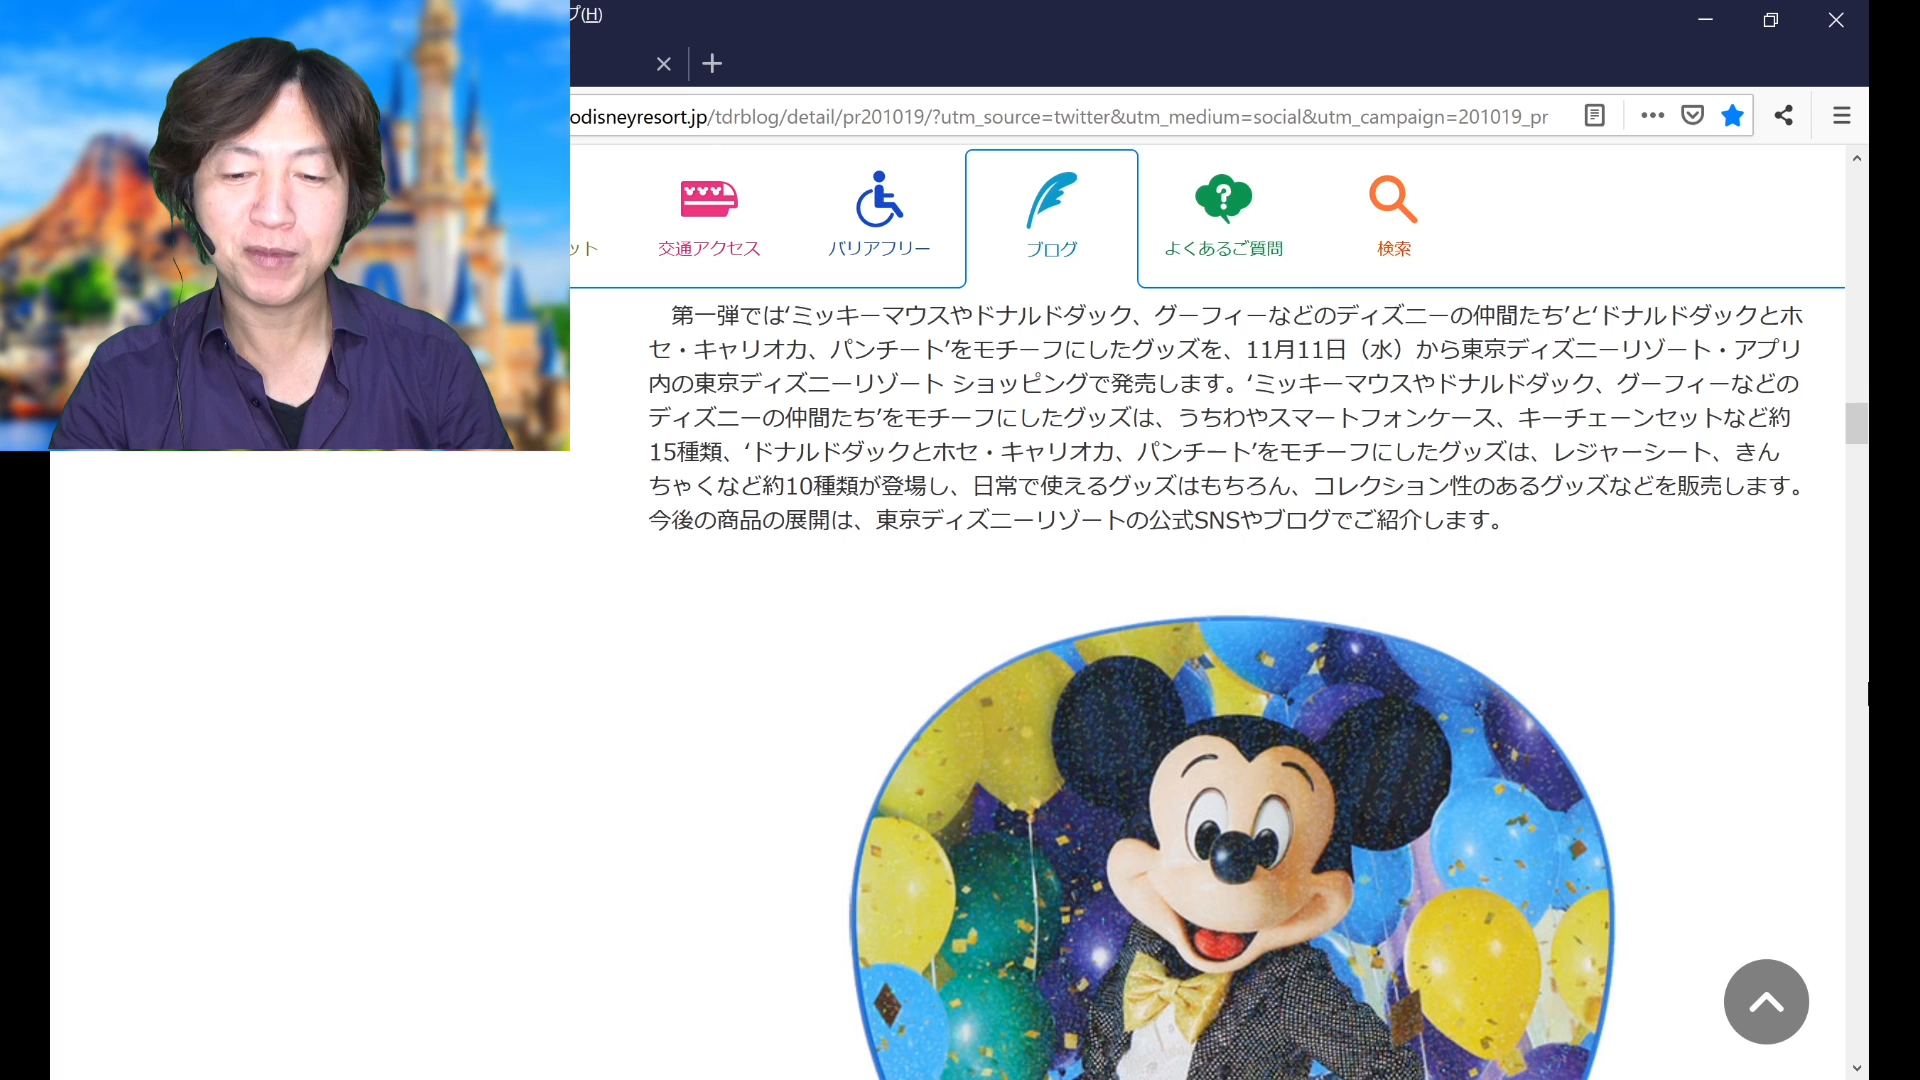 プ(H)
odisneyresort.jp/tdrblog/detail/pr201019/?utm_source=twitter&utm_medium=social&utm_campaign=201019_pr
ット
交通アクセス
バリアフリー
ブログ
よくあるご質問
検索
第一弾では‘ミッキーマウスやドナルドダック、グーフィーなどのディズニーの仲間たち’と‘ドナルドダックとホ
セ・キャリオカ、パンチート’をモチーフにしたグッズを、11月11日（水）から東京ディズニーリゾート・アプリ
内の東京ディズニーリゾート ショッピングで発売します。‘ミッキーマウスやドナルドダック、グーフィーなどの
ディズニーの仲間たち’をモチーフにしたグッズは、うちわやスマートフォンケース、キーチェーンセットなど約
15種類、‘ドナルドダックとホセ・キャリオカ、パンチート’をモチーフにしたグッズは、レジャーシート、きん
ちゃくなど約10種類が登場し、日常で使えるグッズはもちろん、コレクション性のあるグッズなどを販売します。
今後の商品の展開は、東京ディズニーリゾートの公式SNSやブログでご紹介します。